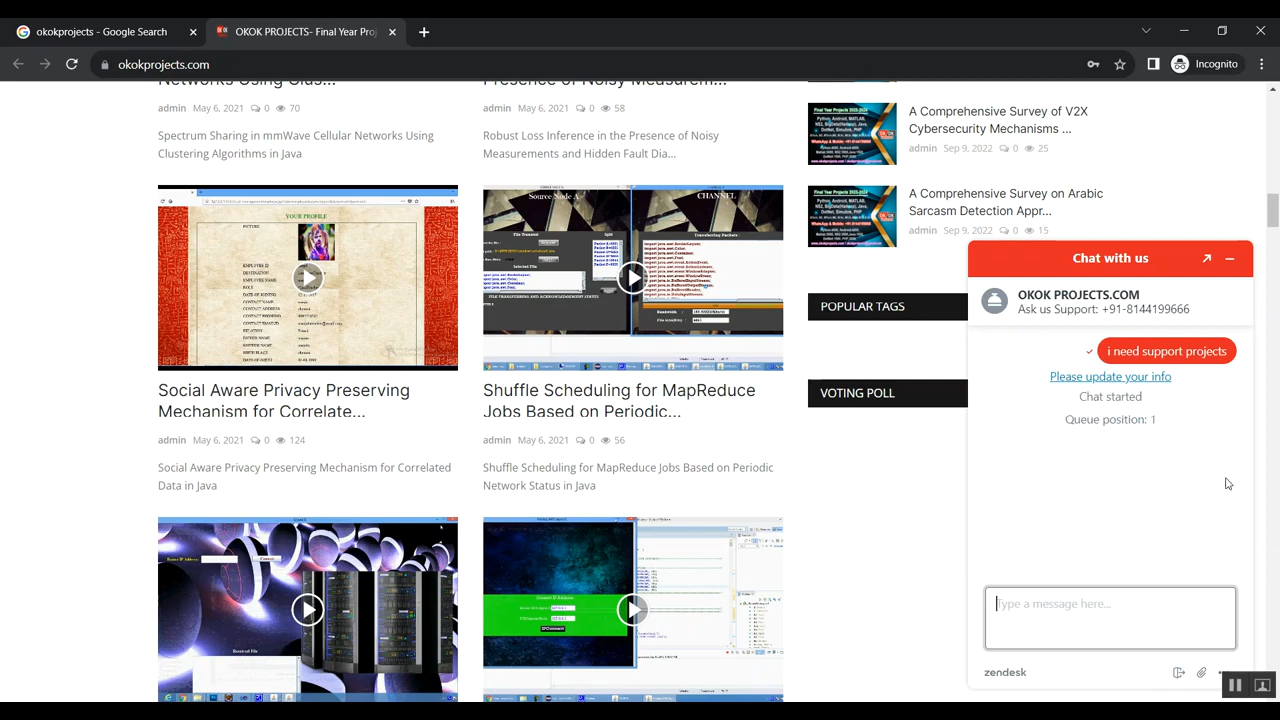 okokprojects - Google Search
OKOK PROJECTS- Final Year Pro
okokprojects.com
Incognito
Networks Using Glas...
Presence of Noisy Measurem...
admin May 6, 2021 0 70
admin May 6, 2021 0 58
Spectrum Sharing in mmWave Cellular Networks Using
Clustering Algorithms in Java
Robust Loss Inference in the Presence of Noisy
Measurements and Hidden Fault Dia...
YOUR PROFILE
Source Node A
CHANNEL
Social Aware Privacy Preserving
Mechanism for Correlate...
admin May 6, 2021 0 124
Social Aware Privacy Preserving Mechanism for Correlated
Data in Java
Shuffle Scheduling for MapReduce
Jobs Based on Periodic...
admin May 6, 2021 0 56
Shuffle Scheduling for MapReduce Jobs Based on Periodic
Network Status in Java
A Comprehensive Survey of V2X
Cybersecurity Mechanisms ...
admin Sep 9, 2022 0 25
A Comprehensive Survey on Arabic
Sarcasm Detection Appr...
admin Sep 9, 2022 0 15
POPULAR TAGS
VOTING POLL
Chat with us
OKOK PROJECTS.COM
Ask us Support +91- 8144199666
i need support projects
Please update your info
Chat started
Queue position: 1
Type a message here...
zendesk